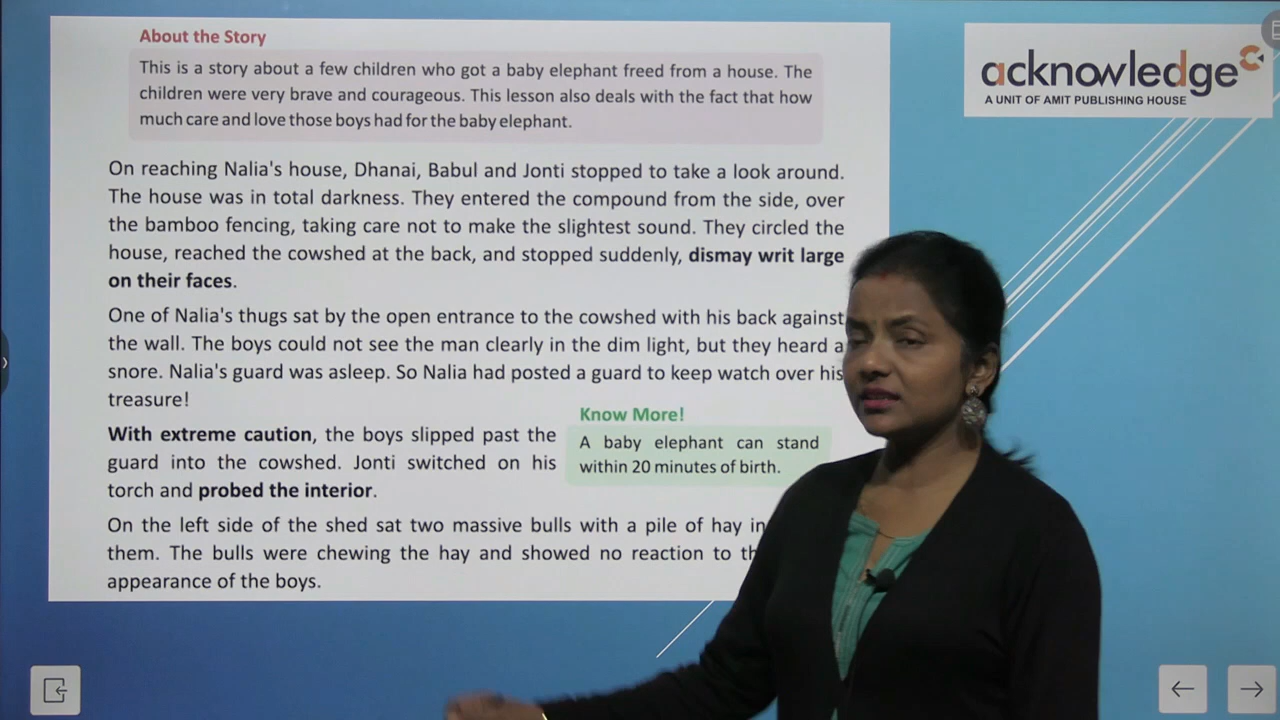 About the Story
This is a story about a few children who got a baby elephant freed from a house. The
children were very brave and courageous. This lesson also deals with the fact that how
much care and love those boys had for the baby elephant.
On reaching Nalia's house, Dhanai, Babul and Jonti stopped to take a look around.
The house was in total darkness. They entered the compound from the side, over
the bamboo fencing, taking care not to make the slightest sound. They circled the
house, reached the cowshed at the back, and stopped suddenly, dismay writ large
on their faces.
One of Nalia's thugs sat by the open entrance to the cowshed with his back against
the wall. The boys could not see the man clearly in the dim light, but they heard a
snore. Nalia's guard was asleep. So Nalia had posted a guard to keep watch over his
treasure!
With extreme caution, the boys slipped past the
guard into the cowshed. Jonti switched on his
torch and probed the interior.
Know More!
A baby elephant can stand
within 20 minutes of birth.
On the left side of the shed sat two massive bulls with a pile of hay in
them. The bulls were chewing the hay and showed no reaction to
appearance of the boys.
acknowledge
A UNIT OF AMIT PUBLISHING HOUSE